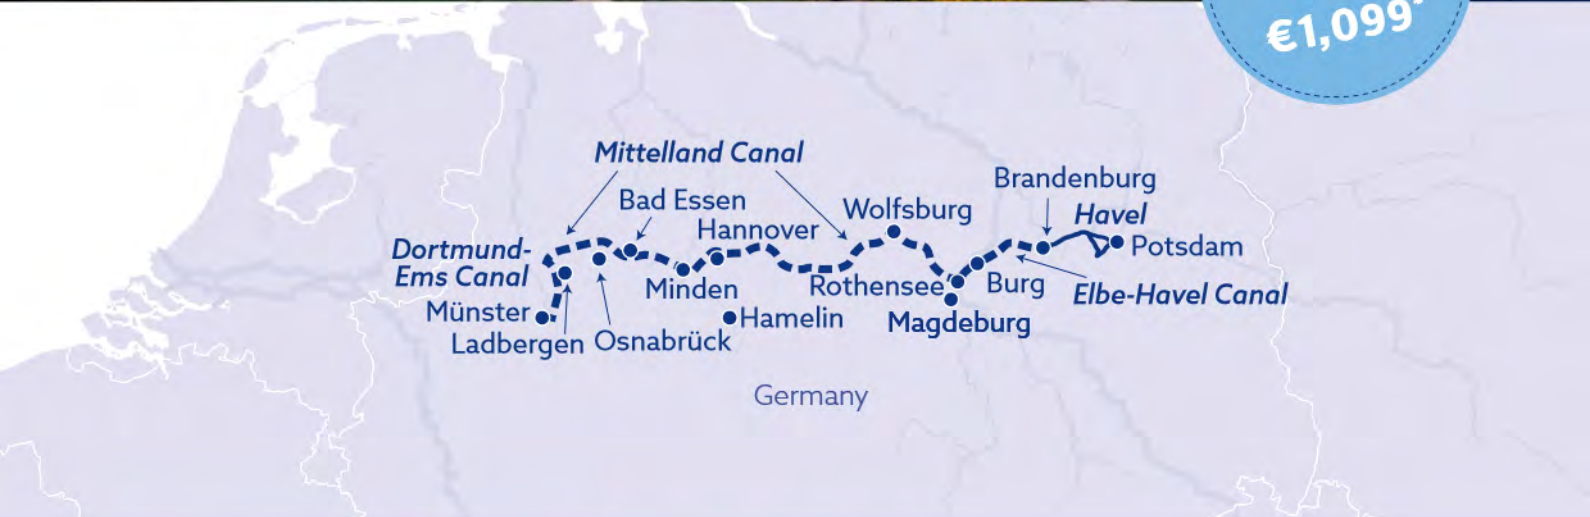 €1,099*
Mittelland Canal
Brandenburg
Bad Essen
Wolfsburg
Havel
Hannover
Dortmund-
Ems Canal
Potsdam
Minden
Rothensee
Burg
Elbe-Havel Canal
Münster
Hamelin
Magdeburg
Ladbergen
Osnabrück
Germany